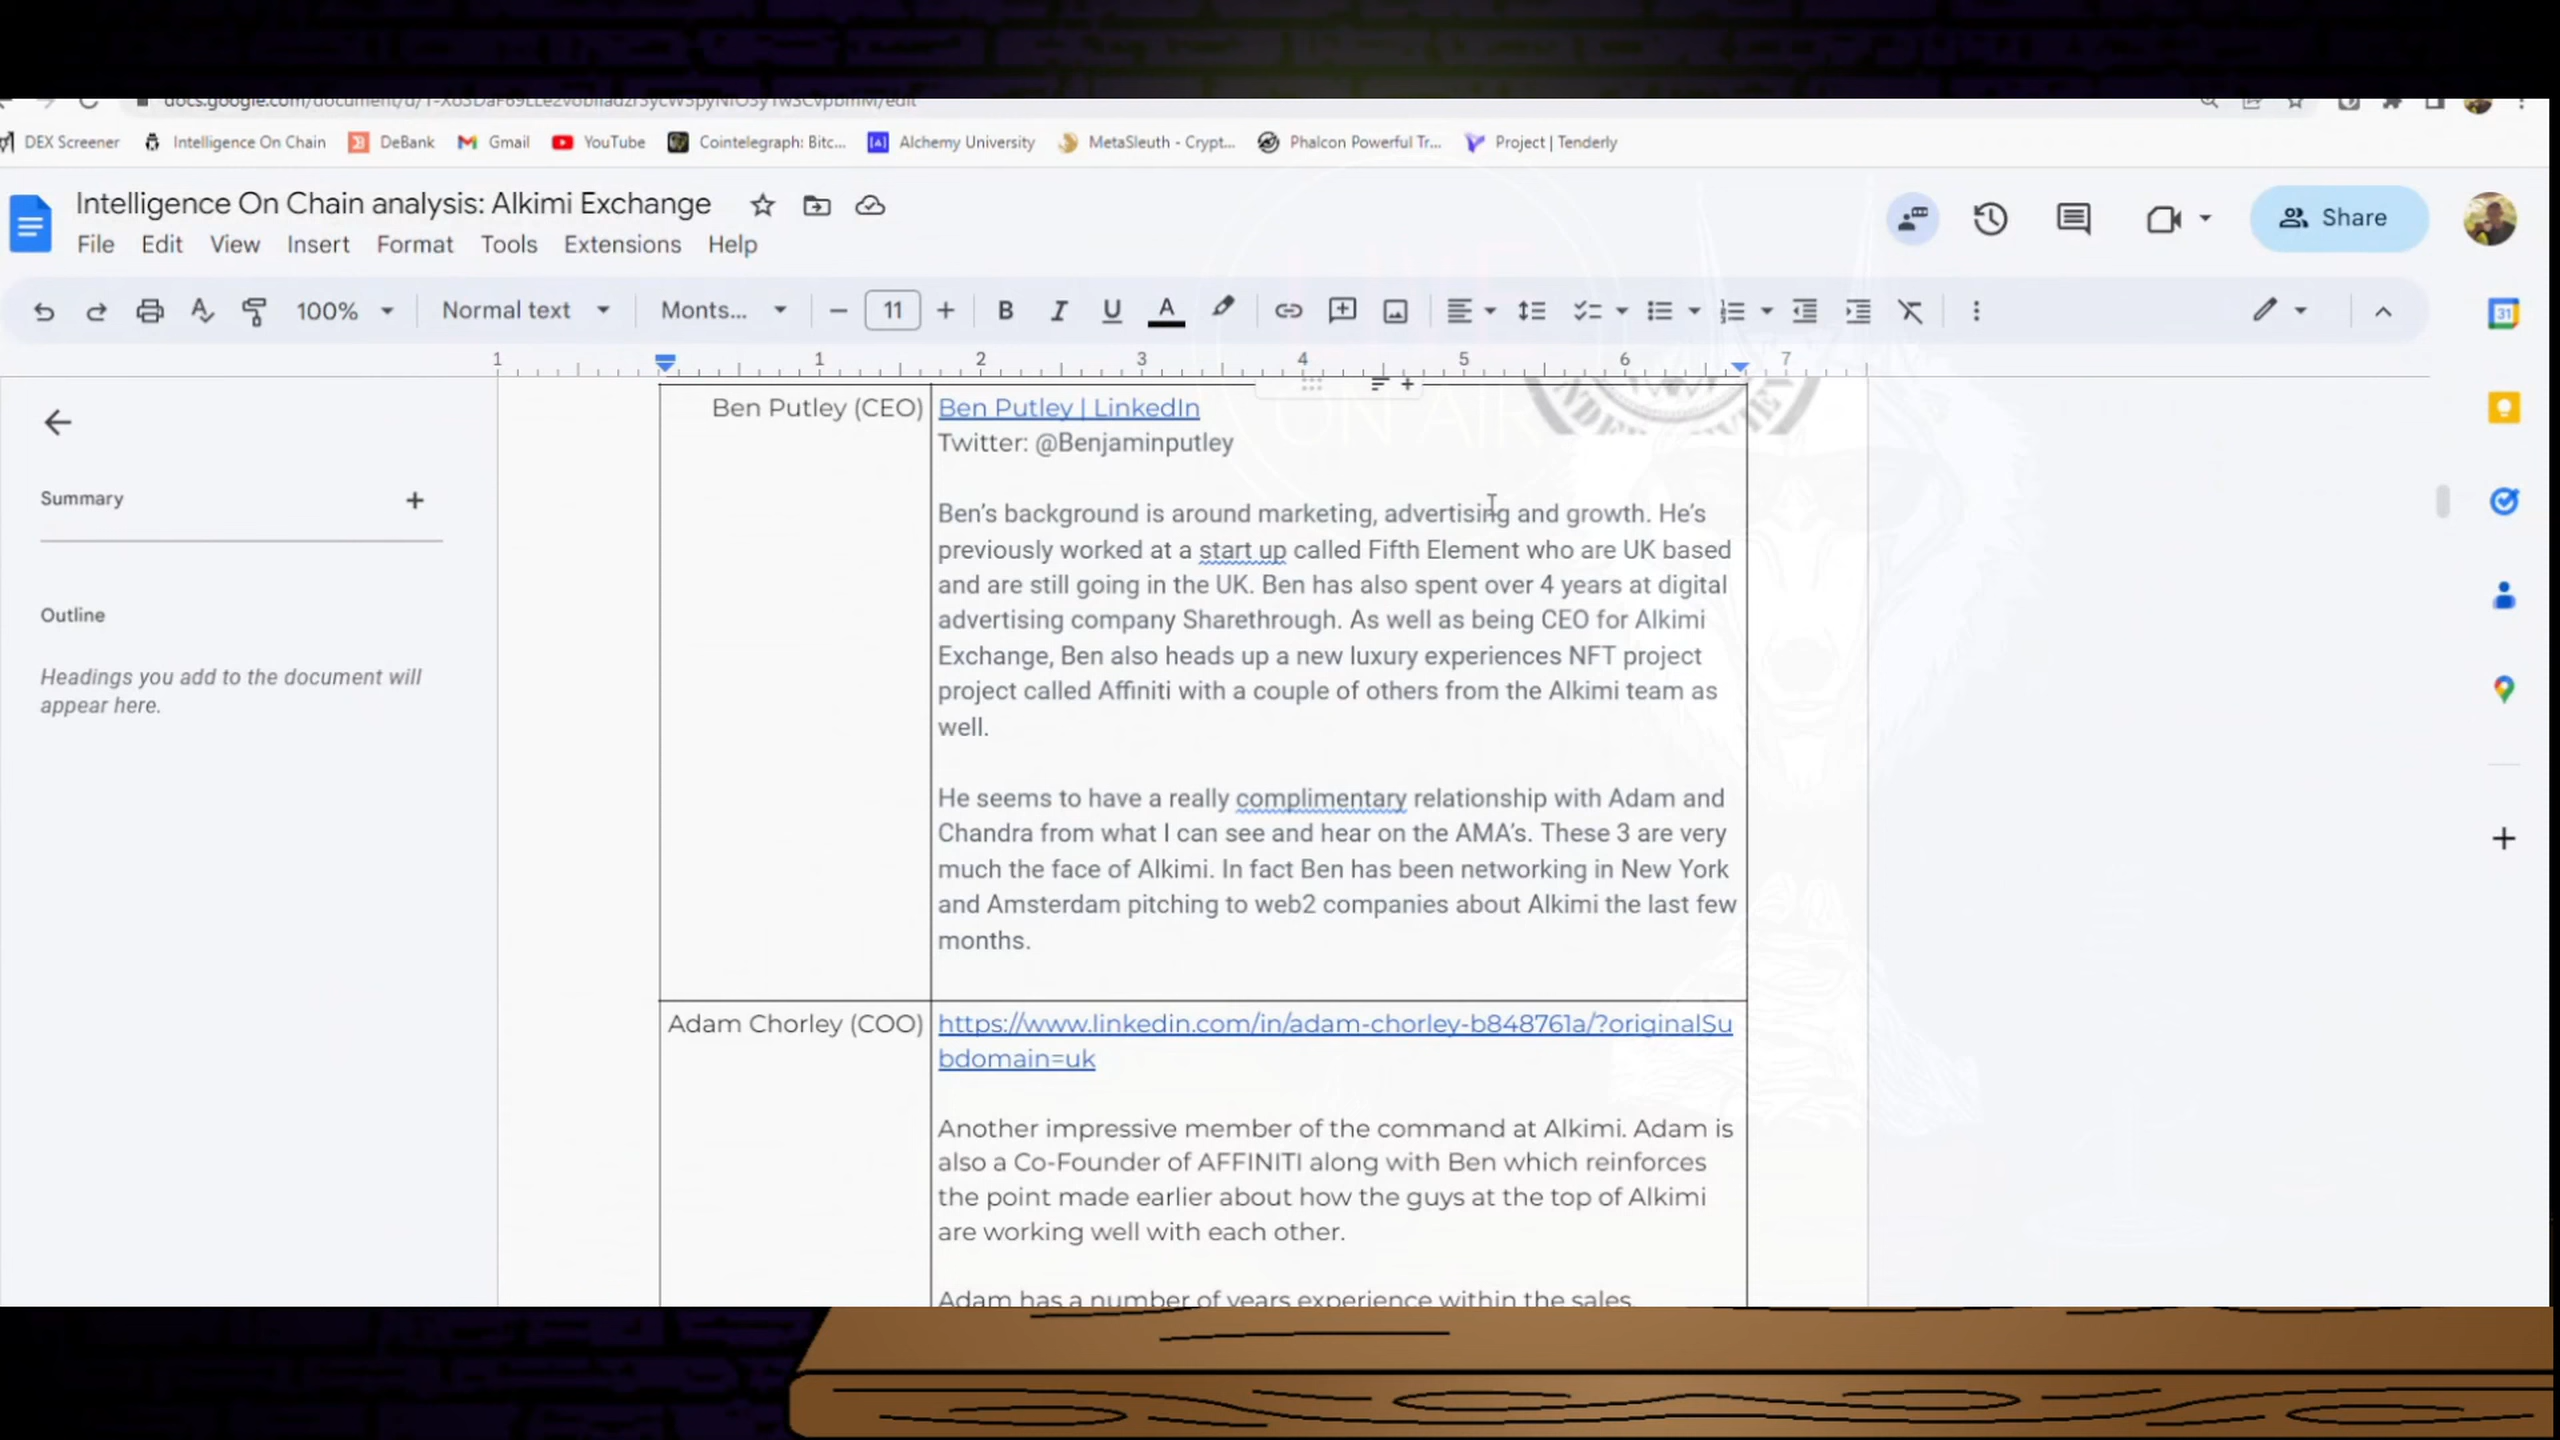 DEX Screener Intelligence On Chain DeBank Gmail YouTube Cointelegraph: Bitc... Alchemy University MetaSleuth - Crypt... Phalcon Powerful Tr... Project | Tenderly
Intelligence On Chain analysis: Alkimi Exchange
File Edit View Insert Format Tools Extensions Help
Share
100% Normal text Monts... 11
1 1 2 3 4 5 6 7
31
Summary
Outline
Headings you add to the document will
appear here.
ON AIR
Ben Putley (CEO)
Ben Putley | LinkedIn
Twitter: @Benjaminputley
Ben's background is around marketing, advertising and growth. He's
previously worked at a start up called Fifth Element who are UK based
and are still going in the UK. Ben has also spent over 4 years at digital
advertising company Sharethrough. As well as being CEO for Alkimi
Exchange, Ben also heads up a new luxury experiences NFT project
project called Affiniti with a couple of others from the Alkimi team as
well.
He seems to have a really complimentary relationship with Adam and
Chandra from what I can see and hear on the AMA's. These 3 are very
much the face of Alkimi. In fact Ben has been networking in New York
and Amsterdam pitching to web2 companies about Alkimi the last few
months.
Adam Chorley (COO)
https://www.linkedin.com/in/adam-chorley-b848761a/?originalSu
bdomain=uk
Another impressive member of the command at Alkimi. Adam is
also a Co-Founder of AFFINITI along with Ben which reinforces
the point made earlier about how the guys at the top of Alkimi
are working well with each other.
Adam has a number of years experience within the sales